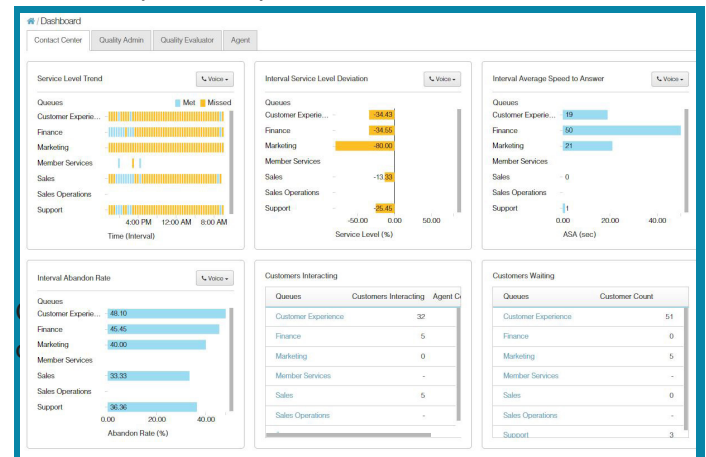 / Dashboard
Contact Center Quality Admin Quality Evaluator Agent
Service Level Trend
Voice
Queues
Met Missed
Customer Experie...
Finance
Marketing
Member Services
Sales
Sales Operations
Support
4:00 PM 12:00 AM 8:00 AM
Time (Interval)
Interval Service Level Deviation
Voice
Queues
Customer Experie... -34.43
Finance -34.55
Marketing -80.00
Member Services
Sales -13.33
Sales Operations -
Support -25.45
-50.00 0.00 50.00
Service Level (%)
Interval Average Speed to Answer
Voice
Queues
Customer Experie... 19
Finance 50
Marketing 21
Member Services
Sales 0
Sales Operations -
Support 1
0.00 20.00 40.00
ASA (sec)
Interval Abandon Rate
Voice
Queues
Customer Experie... 48.10
Finance 45.45
Marketing 40.00
Member Services
Sales 33.33
Sales Operations -
Support 36.36
0.00 20.00 40.00
Abandon Rate (%)
Customers Interacting
Queues Customers Interacting Agent
Customer Experience 32
Finance 5
Marketing 0
Member Services -
Sales 5
Sales Operations -
Customers Waiting
Queues Customer Count
Customer Experience 51
Finance 0
Marketing 5
Member Services -
Sales 0
Sales Operations -
Support 3